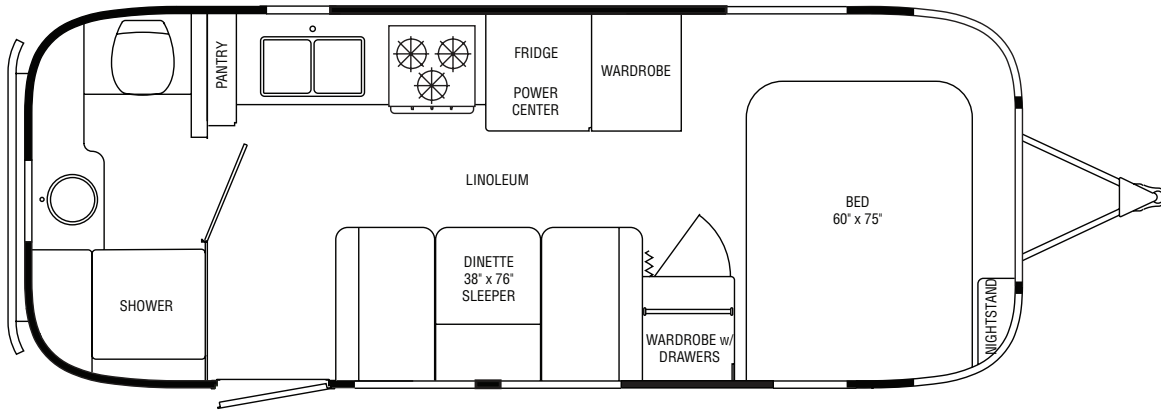 PANTRY
FRIDGE
POWER
CENTER
WARDROBE
LINOLEUM
BED
60" x 75"
DINETTE
38" x 76"
SLEEPER
SHOWER
WARDROBE w/
DRAWERS
NIGHTSTAND